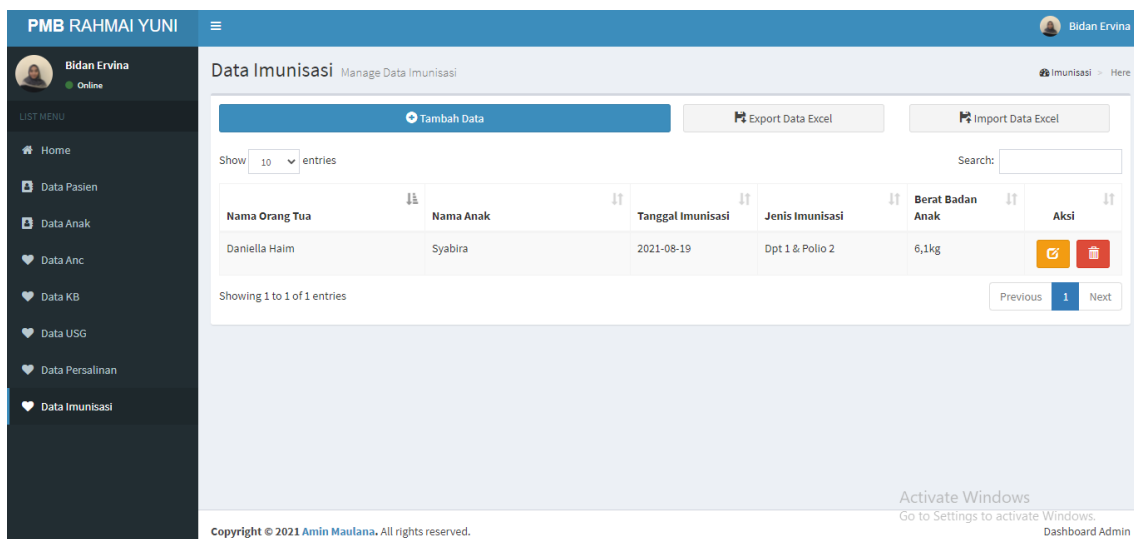 PMB RAHMAI YUNI
Bidan Ervina
Bidan Ervina
Online
LIST MENU
Home
Data Pasien
Data Anak
Data Anc
Data KB
Data USG
Data Persalinan
Data Imunisasi
Data Imunisasi Manage Data Imunisasi
Imunisasi > Here
Tambah Data
Export Data Excel
Import Data Excel
Show 10 entries
Search:
Nama Orang Tua
Nama Anak
Tanggal Imunisasi
Jenis Imunisasi
Berat Badan
Anak
Aksi
Daniella Haim
Syabira
2021-08-19
Dpt 1 & Polio 2
6,1kg
Showing 1 to 1 of 1 entries
Previous 1 Next
Activate Windows
Go to Settings to activate Windows.
Copyright © 2021 Amin Maulana. All rights reserved.
Dashboard Admin